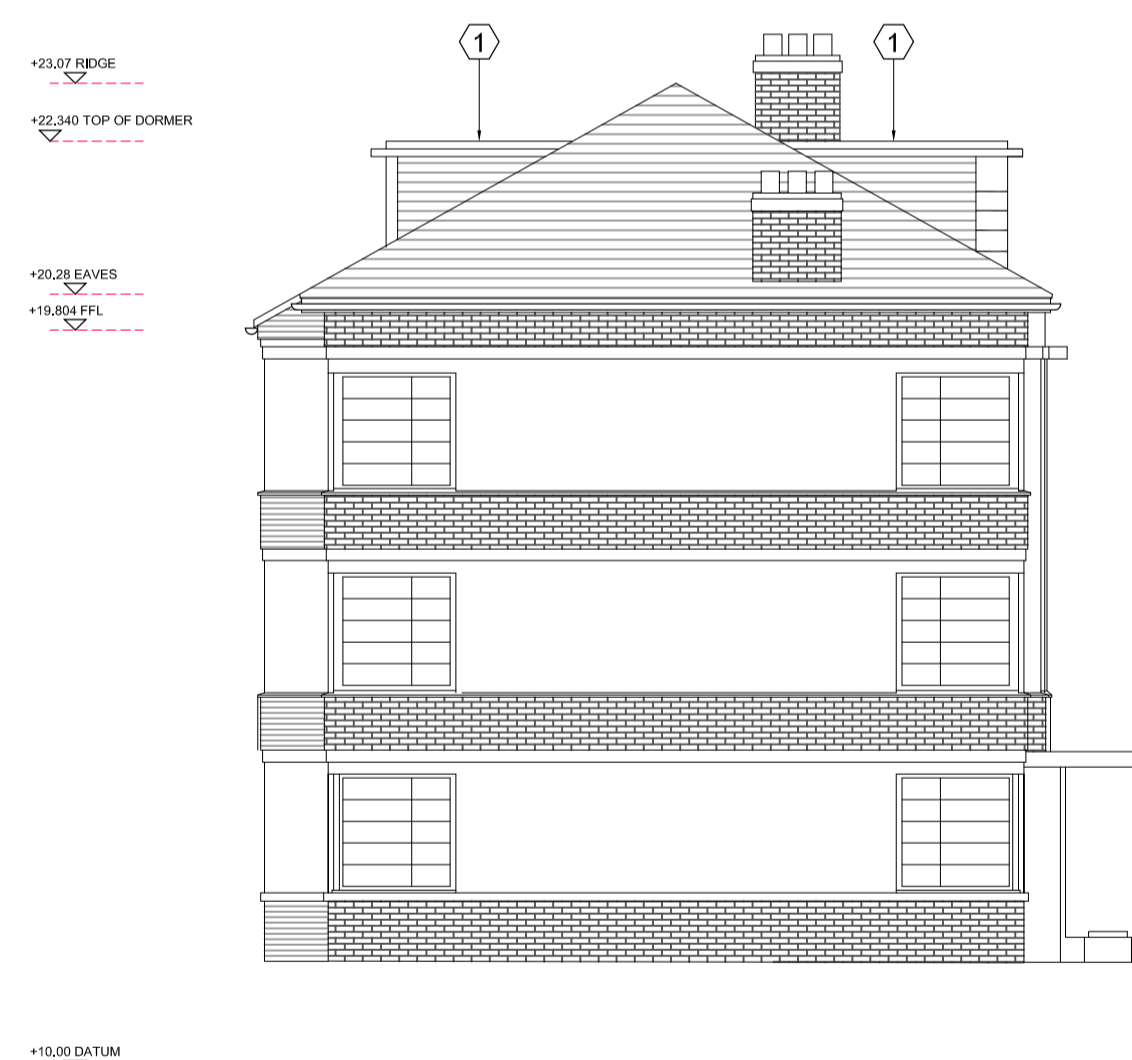 1
1
+23.07 RIDGE
+22.340 TOP OF DORMER
+20.28 EAVES
+19.804 FFL
+10.00 DATUM